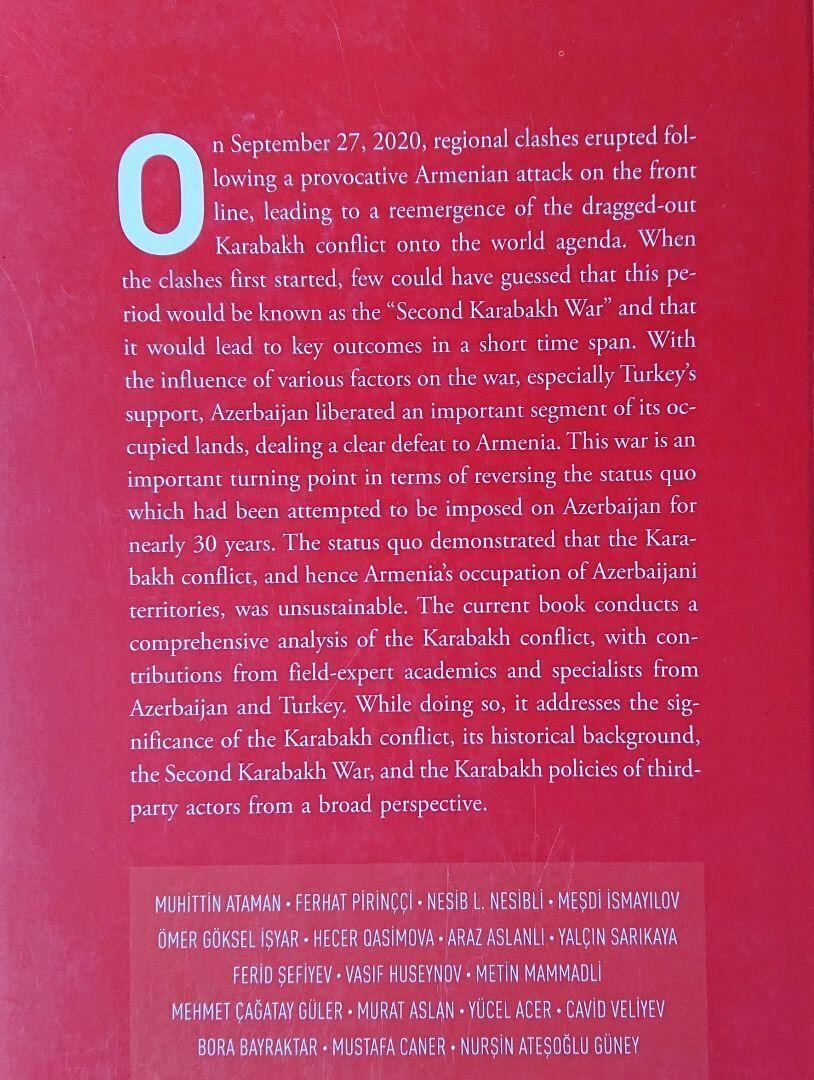 On September 27, 2020, regional clashes erupted fol-
lowing a provocative Armenian attack on the front
line, leading to a reemergence of the dragged-out
Karabakh conflict onto the world agenda. When
the clashes first started, few could have guessed that this pe-
riod would be known as the “Second Karabakh War” and that
it would lead to key outcomes in a short time span. With
the influence of various factors on the war, especially Turkey’s
support, Azerbaijan liberated an important segment of its oc-
cupied lands, dealing a clear defeat to Armenia. This war is an
important turning point in terms of reversing the status quo
which had been attempted to be imposed on Azerbaijan for
nearly 30 years. The status quo demonstrated that the Kara-
bakh conflict, and hence Armenia’s occupation of Azerbaijani
territories, was unsustainable. The current book conducts a
comprehensive analysis of the Karabakh conflict, with con-
tributions from field-expert academics and specialists from
Azerbaijan and Turkey. While doing so, it addresses the sig-
nificance of the Karabakh conflict, its historical background,
the Second Karabakh War, and the Karabakh policies of third-
party actors from a broad perspective.
MUHİTTİN ATAMAN • FERHAT PİRİNÇÇİ • NESİB L. NESİBLİ • MEŞDİ İSMAYILOV
ÖMER GÖKSEL İŞYAR • HECER QASIMOVA • ARAZ ASLANLI • YALÇIN SARIKAYA
FERİD ŞEFİYEV • VASIF HUSEYNOV • METİN MAMMADLİ
MEHMET ÇAĞATAY GÜLER • MURAT ASLAN • YÜCEL ACER • CAVİD VELİYEV
BORA BAYRAKTAR • MUSTAFA CANER • NURŞİN ATEŞOĞLU GÜNEY